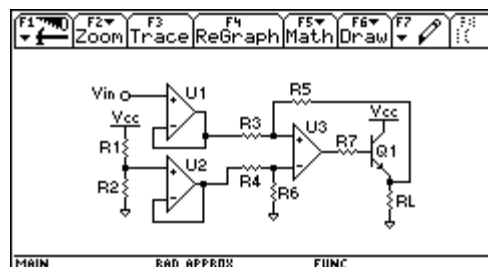 F1 F2 Zoom F3 Trace F4 ReGraph F5 Math F6 Draw F7
Vin U1 R5
Vcc Vcc
R3 U3
R1 R7 Q1
U2
R2 R4 R6 RL
MAIN RAD APPROX FUNC